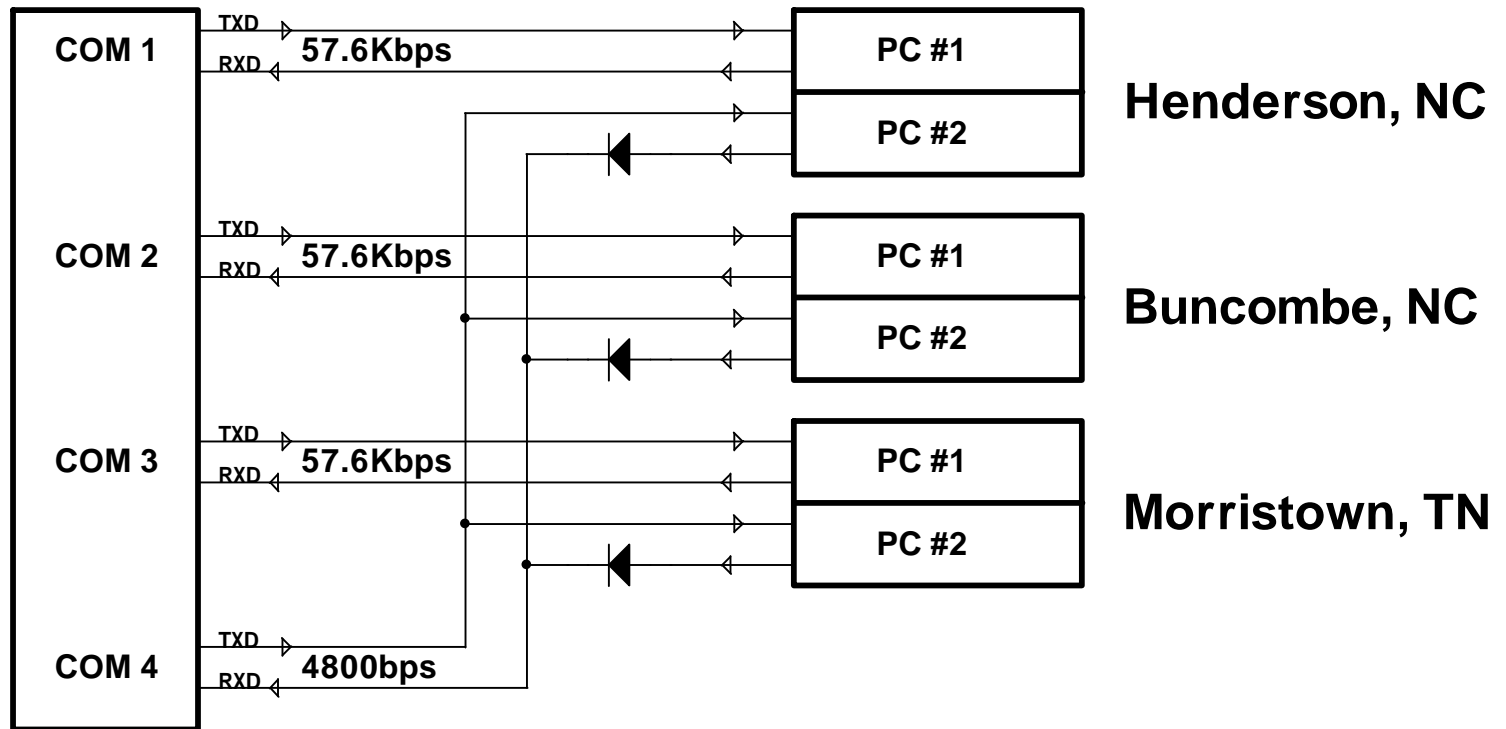 TXD
COM 1
57.6Kbps
RXD
PC #1
Henderson, NC
PC #2
TXD
COM 2
57.6Kbps
RXD
PC #1
Buncombe, NC
PC #2
TXD
COM 3
57.6Kbps
RXD
PC #1
Morristown, TN
PC #2
TXD
COM 4
4800bps
RXD